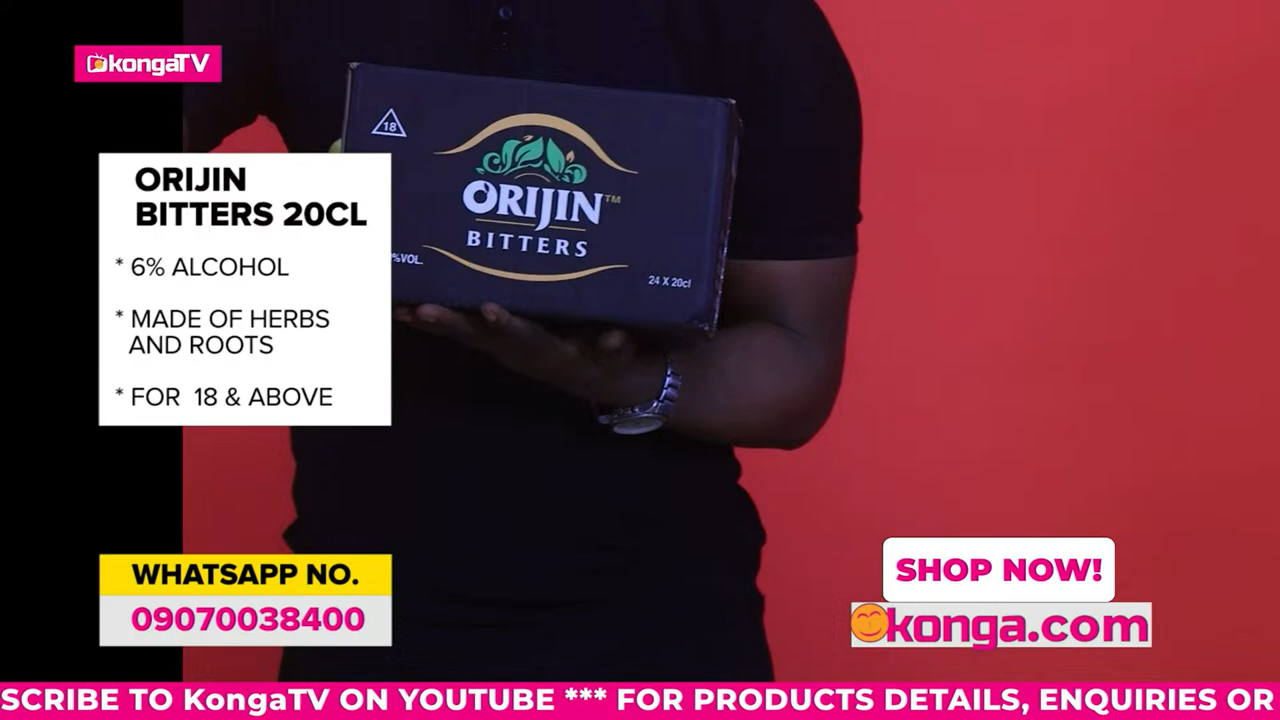 kongaTV
ORIJIN
BITTERS 20CL
* 6% ALCOHOL
* MADE OF HERBS
AND ROOTS
* FOR 18 & ABOVE
18
ORIJIN™
BITTERS
%VOL.
24 X 20cl
WHATSAPP NO.
09070038400
SHOP NOW!
konga.com
SCRIBE TO KongaTV ON YOUTUBE *** FOR PRODUCTS DETAILS, ENQUIRIES OR